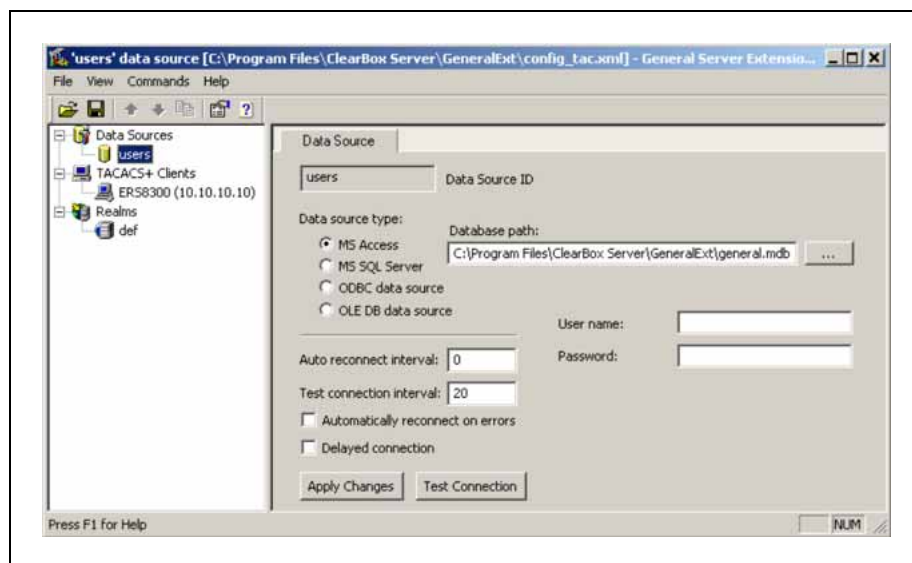 'users' data source [C:\Program Files\ClearBox Server\GeneralExt\config_tac.xml] - General Server Extensio...
File View Commands Help
Data Sources
users
TACACS+ Clients
ERS8300 (10.10.10.10)
Realms
def
Data Source
users Data Source ID
Data source type:
MS Access
MS SQL Server
ODBC data source
OLE DB data source
Database path:
C:\Program Files\ClearBox Server\GeneralExt\general.mdb ...
User name:
Password:
Auto reconnect interval: 0
Test connection interval: 20
Automatically reconnect on errors
Delayed connection
Apply Changes Test Connection
Press F1 for Help NUM